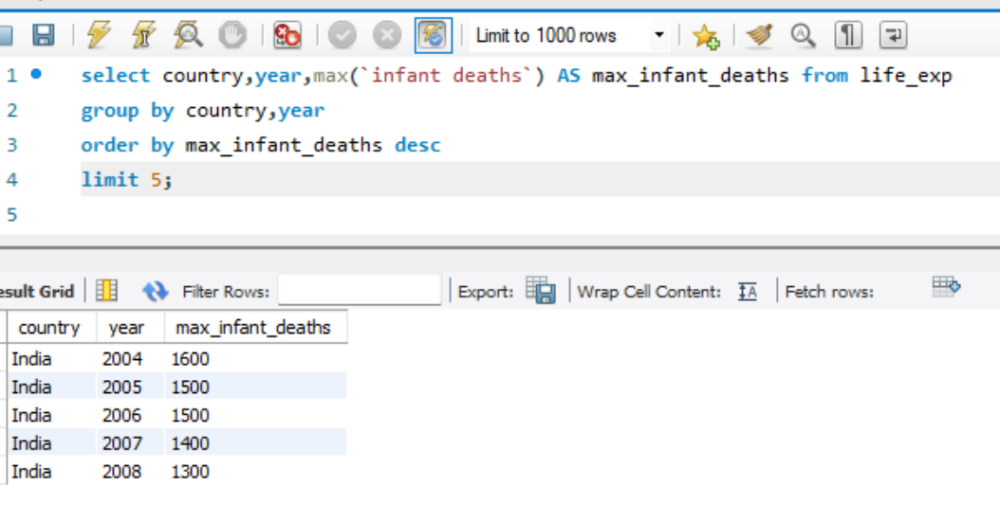 Limit to 1000 rows
1 select country,year,max(`infant deaths`) AS max_infant_deaths from life_exp
2 group by country,year
3 order by max_infant_deaths desc
4 limit 5;
5
esult Grid Filter Rows: Export: Wrap Cell Content: Fetch rows:
country year max_infant_deaths
India 2004 1600
India 2005 1500
India 2006 1500
India 2007 1400
India 2008 1300